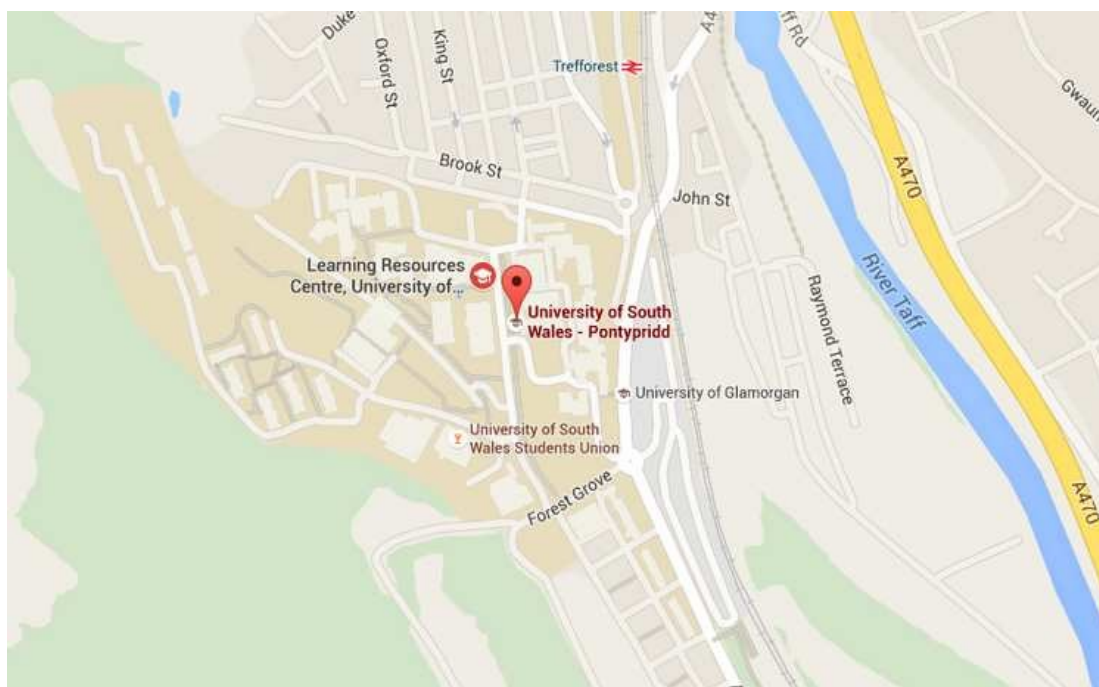 Duke
Oxford St
King St
Trefforest
A4
ff Rd
Gwaun
A470
Brook St
John St
River Taff
Learning Resources
Centre, University of...
University of South
Wales - Pontypridd
Raymond Terrace
University of Glamorgan
University of South
Wales Students Union
Forest Grove
A470